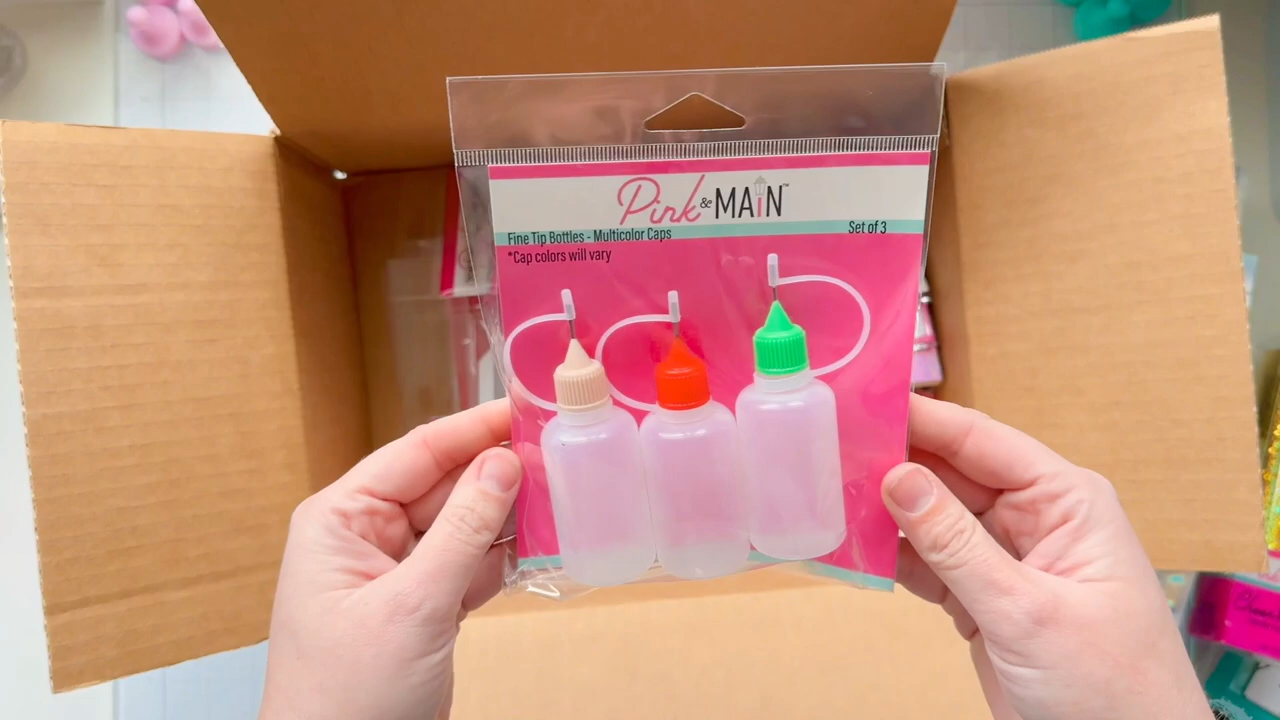 Pink & MAiN™
Fine Tip Bottles - Multicolor Caps
Set of 3
*Cap colors will vary